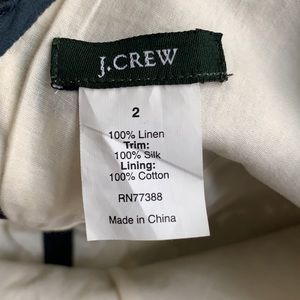 J.CREW
2
100% Linen
Trim:
100% Silk
Lining:
100% Cotton
RN77388
Made in China